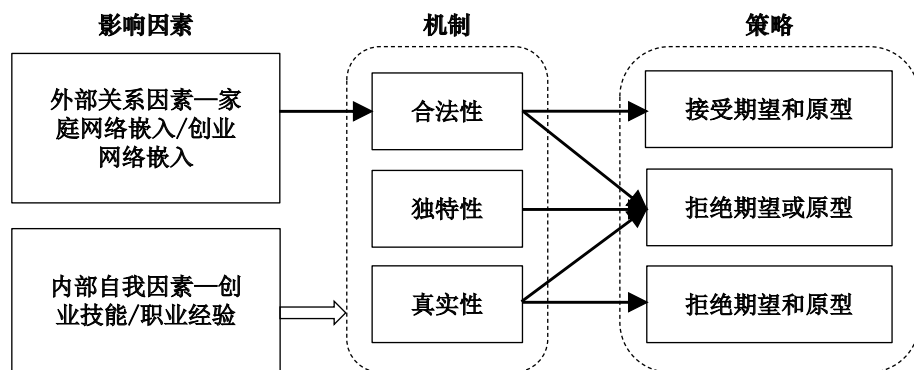 影响因素
机制
策略
外部关系因素—家
庭网络嵌入/创业
网络嵌入
合法性
接受期望和原型
独特性
拒绝期望或原型
内部自我因素—创
业技能/职业经验
真实性
拒绝期望和原型